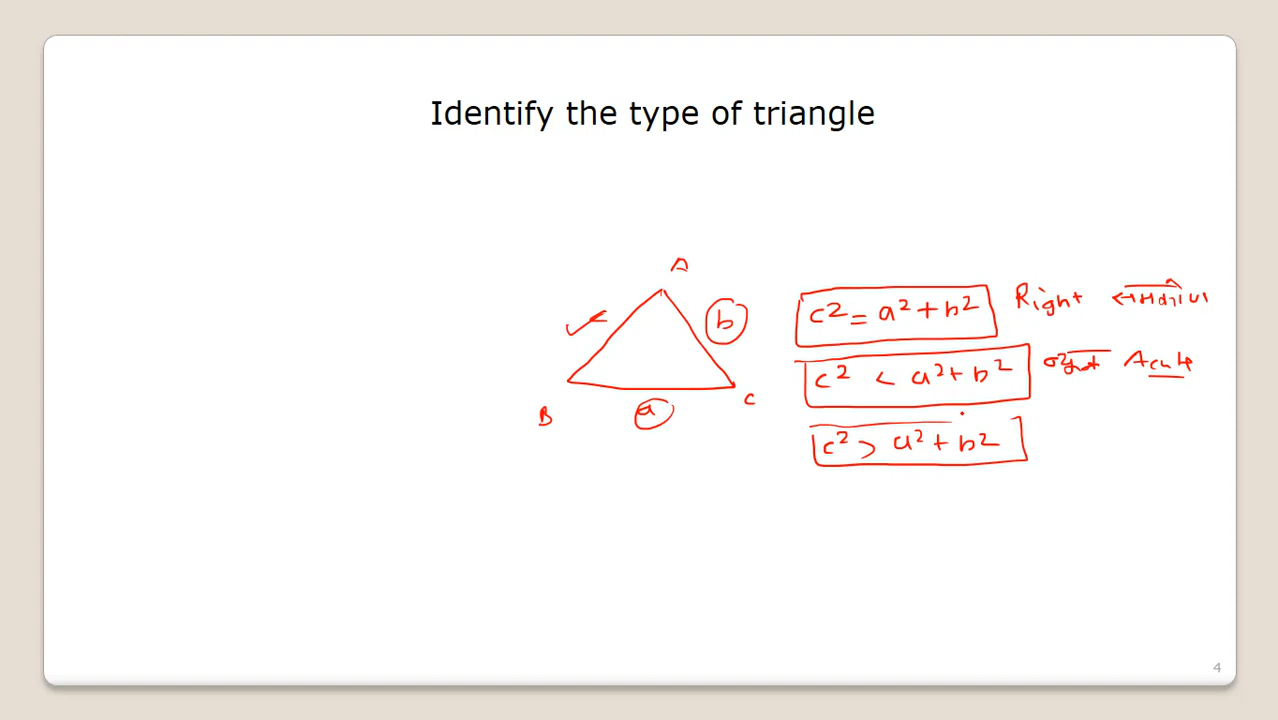 Identify the type of triangle
A
b
B
a
C
c² = a² + b² Right
c² < a² + b² Acute
c² > a² + b²
4